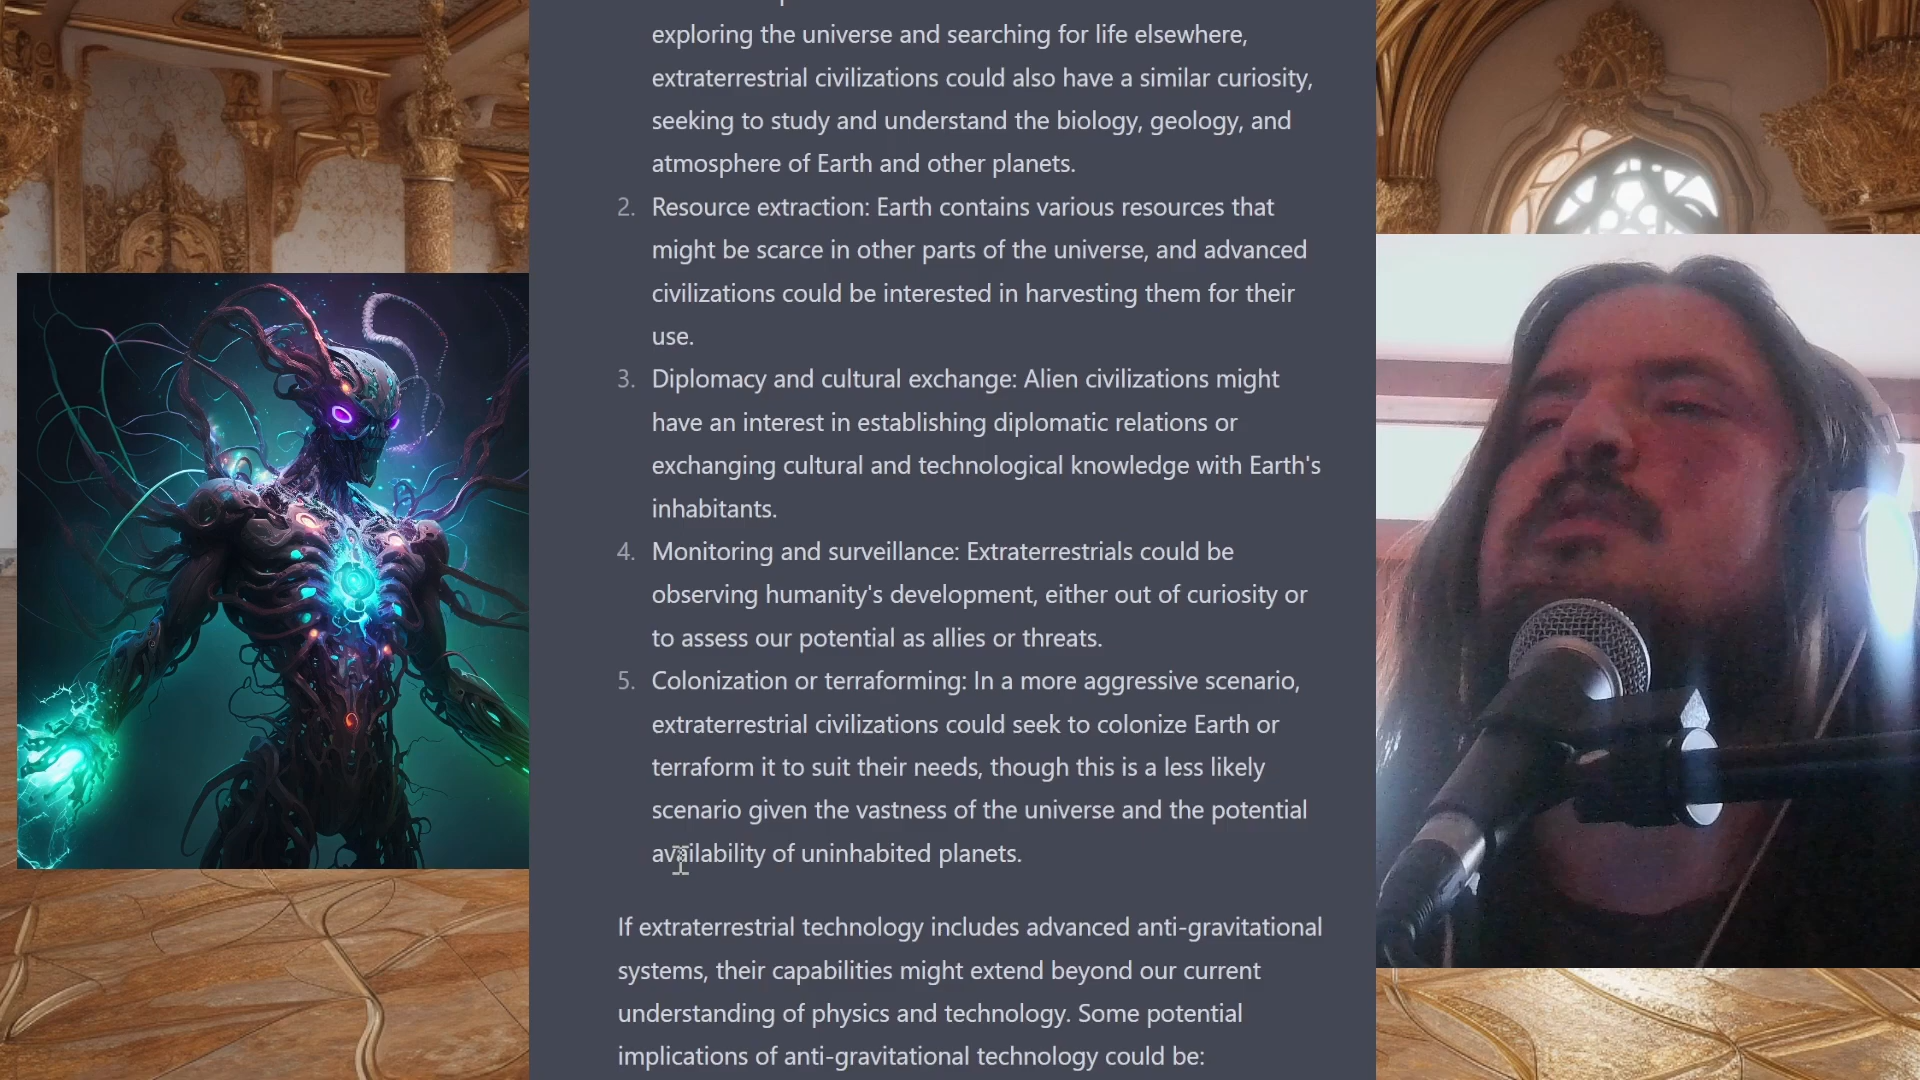 exploring the universe and searching for life elsewhere,
extraterrestrial civilizations could also have a similar curiosity,
seeking to study and understand the biology, geology, and
atmosphere of Earth and other planets.
2. Resource extraction: Earth contains various resources that
might be scarce in other parts of the universe, and advanced
civilizations could be interested in harvesting them for their
use.
3. Diplomacy and cultural exchange: Alien civilizations might
have an interest in establishing diplomatic relations or
exchanging cultural and technological knowledge with Earth's
inhabitants.
4. Monitoring and surveillance: Extraterrestrials could be
observing humanity's development, either out of curiosity or
to assess our potential as allies or threats.
5. Colonization or terraforming: In a more aggressive scenario,
extraterrestrial civilizations could seek to colonize Earth or
terraform it to suit their needs, though this is a less likely
scenario given the vastness of the universe and the potential
availability of uninhabited planets.
If extraterrestrial technology includes advanced anti-gravitational
systems, their capabilities might extend beyond our current
understanding of physics and technology. Some potential
implications of anti-gravitational technology could be: